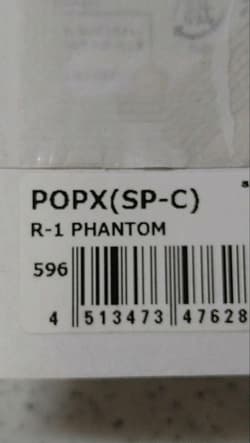 POPX(SP-C)
R-1 PHANTOM
596
4 513473 47628